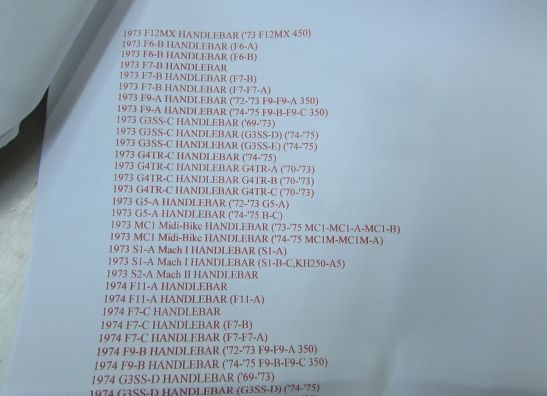 1973 F12MX HANDLEBAR ('73 F12MX 450)
1973 F6-B HANDLEBAR (F6-A)
1973 F6-B HANDLEBAR (F6-B)
1973 F7-B HANDLEBAR
1973 F7-B HANDLEBAR (F7-B)
1973 F7-B HANDLEBAR (F7-F7-A)
1973 F9-A HANDLEBAR ('72-'73 F9-F9-A 350)
1973 F9-A HANDLEBAR ('74-'75 F9-B-F9-C 350)
1973 G3SS-C HANDLEBAR ('69-'73)
1973 G3SS-C HANDLEBAR (G3SS-D) ('74-'75)
1973 G3SS-C HANDLEBAR (G3SS-E) ('74-'75)
1973 G4TR-C HANDLEBAR ('74-'75)
1973 G4TR-C HANDLEBAR G4TR-A ('70-'73)
1973 G4TR-C HANDLEBAR G4TR-B ('70-'73)
1973 G4TR-C HANDLEBAR G4TR-C ('70-'73)
1973 G5-A HANDLEBAR ('72-'73 G5-A)
1973 G5-A HANDLEBAR ('74-'75 B-C)
1973 MC1 Midi-Bike HANDLEBAR ('73-'75 MC1-MC1-A-MC1-B)
1973 MC1 Midi-Bike HANDLEBAR ('74-'75 MC1M-MC1M-A)
1973 S1-A Mach I HANDLEBAR (S1-A)
1973 S1-A Mach I HANDLEBAR (S1-B-C,KH250-A5)
1973 S2-A Mach II HANDLEBAR
1974 F11-A HANDLEBAR
1974 F11-A HANDLEBAR (F11-A)
1974 F7-C HANDLEBAR
1974 F7-C HANDLEBAR (F7-B)
1974 F7-C HANDLEBAR (F7-F7-A)
1974 F9-B HANDLEBAR ('72-'73 F9-F9-A 350)
1974 F9-B HANDLEBAR ('74-'75 F9-B-F9-C 350)
1974 G3SS-D HANDLEBAR ('69-'73)
1974 G3SS-D HANDLEBAR (G3SS-D) ('74-'75)